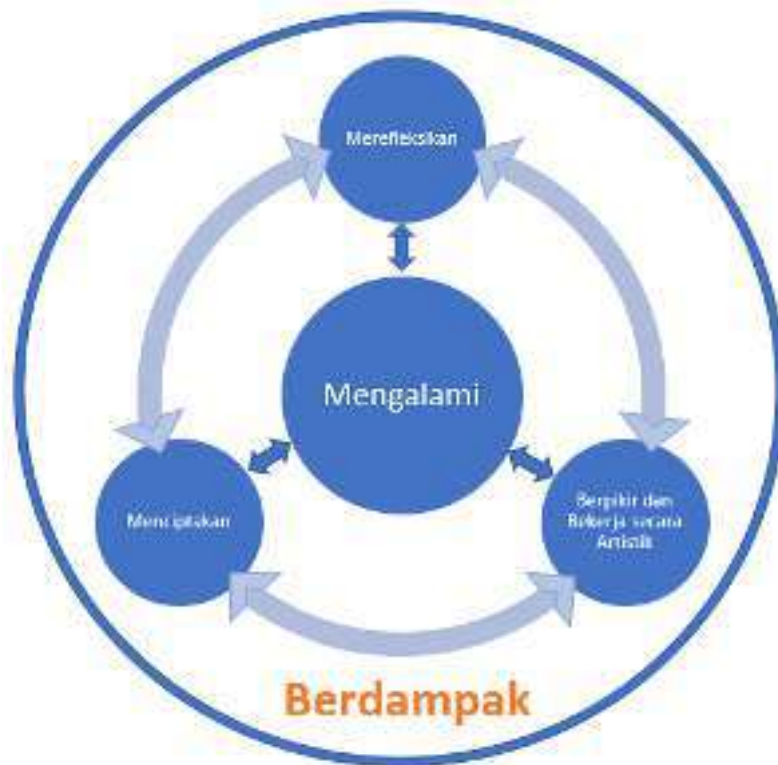 Merefleksikan
Mengalami
Menciptakan
Berpikir dan
Bekerja secara
Artistik
Berdampak